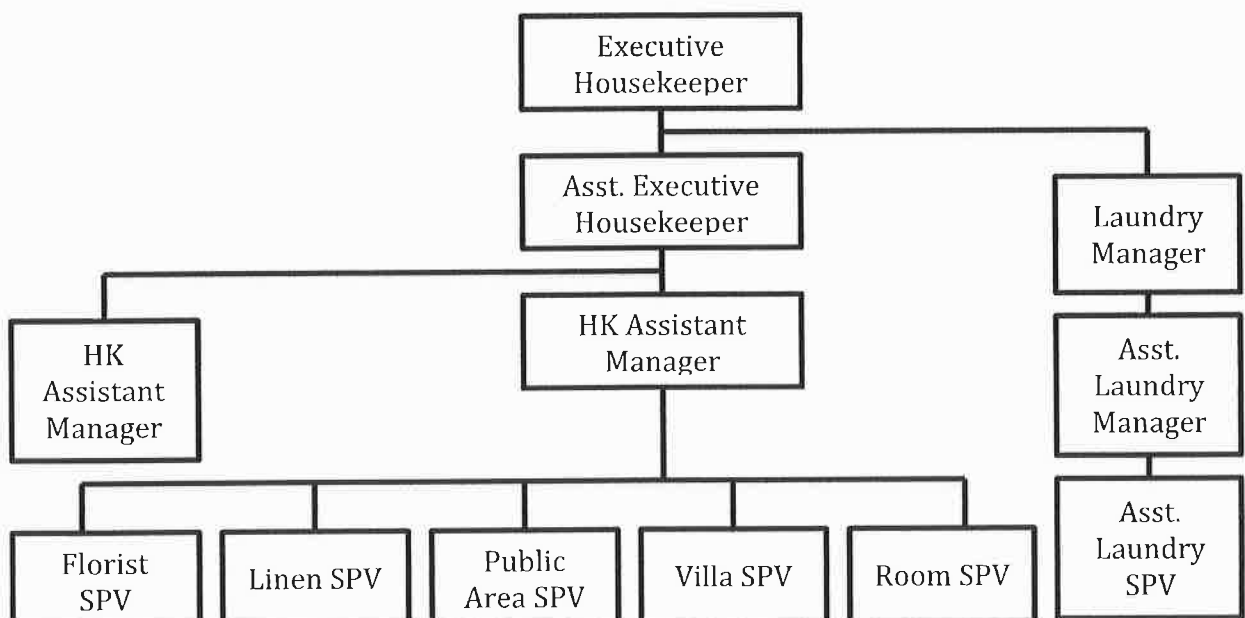 Executive
Housekeeper
Asst. Executive
Housekeeper
Laundry
Manager
HK
Assistant
Manager
HK Assistant
Manager
Asst.
Laundry
Manager
Florist
SPV
Linen SPV
Public
Area SPV
Villa SPV
Room SPV
Asst.
Laundry
SPV